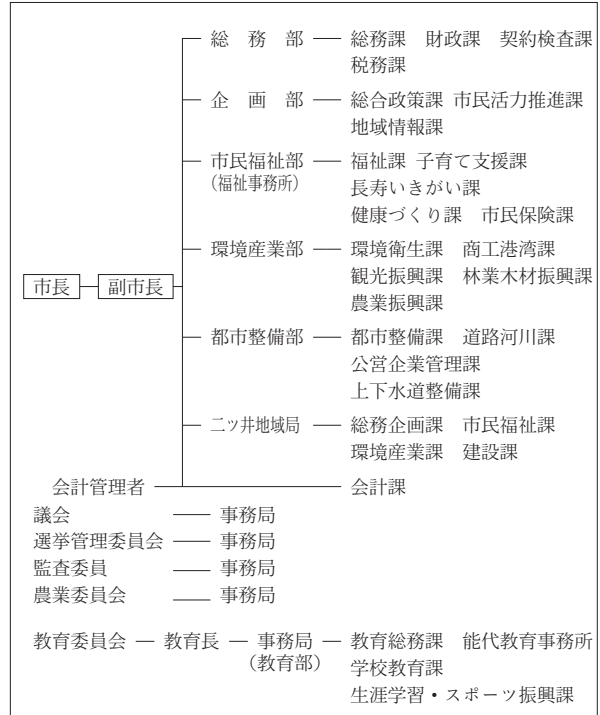 総務部 総務課 財政課 契約検査課
税務課
企画部 総合政策課 市民活力推進課
地域情報課
市民福祉部 福祉課 子育て支援課
(福祉事務所) 長寿いきがい課
健康づくり課 市民保険課
環境産業部 環境衛生課 商工港湾課
市長 副市長 観光振興課 林業木材振興課
農業振興課
都市整備部 都市整備課 道路河川課
公営企業管理課
上下水道整備課
二ツ井地域局 総務企画課 市民福祉課
環境産業課 建設課
会計管理者 会計課
議会 事務局
選挙管理委員会 事務局
監査委員 事務局
農業委員会 事務局
教育委員会 教育長 事務局 教育総務課 能代教育事務所
(教育部) 学校教育課
生涯学習・スポーツ振興課